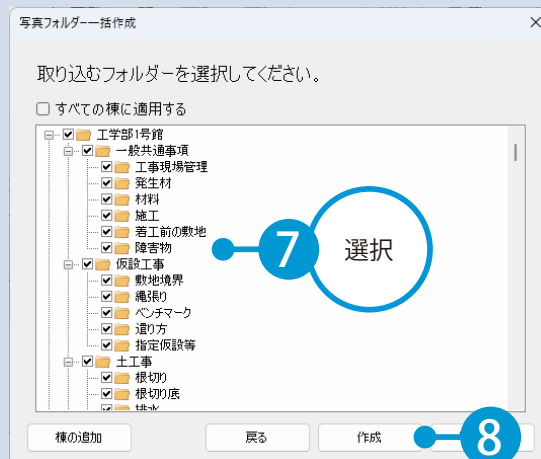 写真フォルダー一括作成
取り込むフォルダーを選択してください。
すべての棟に適用する
工学部1号館
一般共通事項
工事現場管理
発生材
材料
施工
着工前の敷地
障害物
7 選択
仮設工事
敷地境界
縄張り
ベンチマーク
遣り方
指定仮設等
土工事
根切り
根切り底
排水
棟の追加
戻る
作成
8